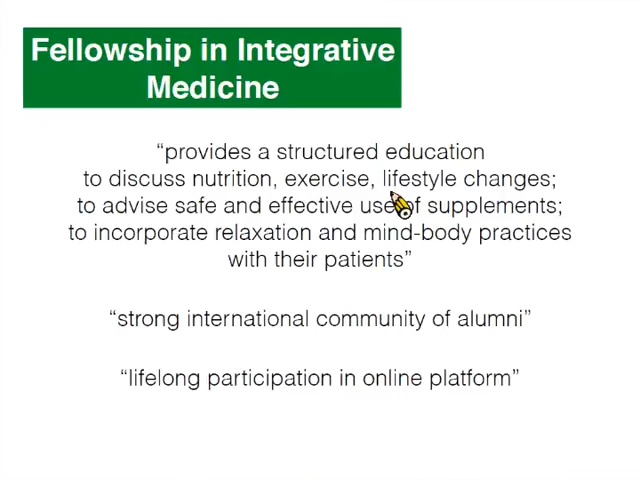 Fellowship in Integrative
Medicine
“provides a structured education
to discuss nutrition, exercise, lifestyle changes;
to advise safe and effective use of supplements;
to incorporate relaxation and mind-body practices
with their patients”
“strong international community of alumni”
“lifelong participation in online platform”